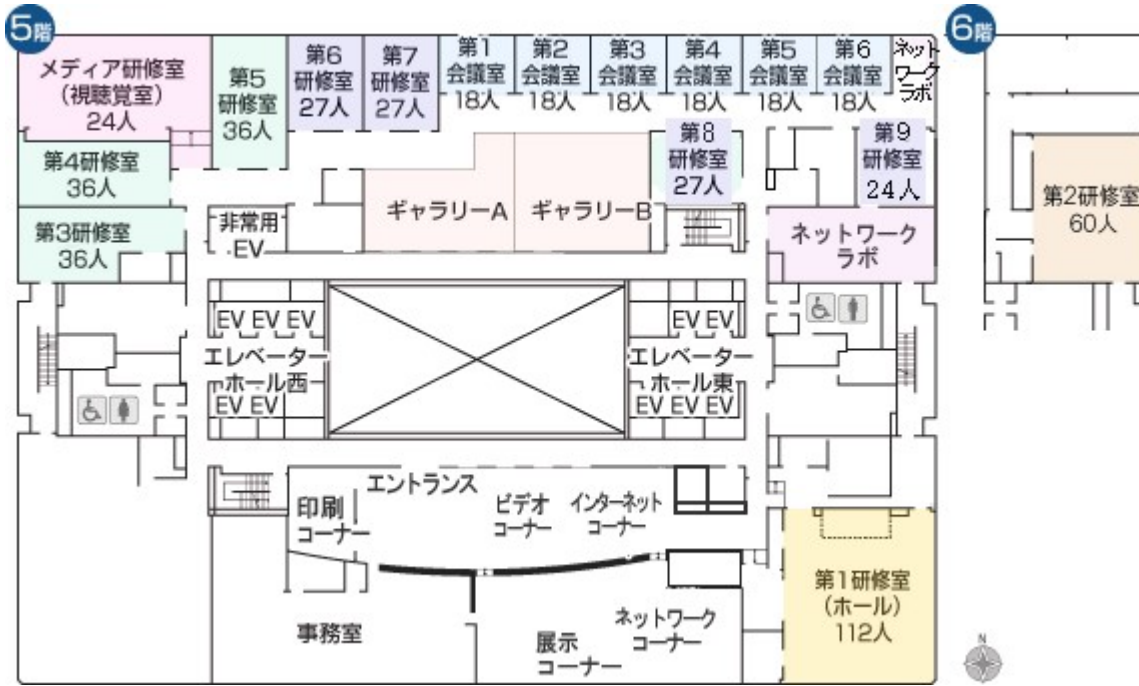 5階
6階
メディア研修室
(視聴覚室)
24人
第5
研修室
36人
第6
研修室
27人
第7
研修室
27人
第1
会議室
18人
第2
会議室
18人
第3
会議室
18人
第4
会議室
18人
第5
会議室
18人
第6
会議室
18人
ネット
ワーク
ラボ
第4研修室
36人
第3研修室
36人
非常用
EV
ギャラリーA
ギャラリーB
第8
研修室
27人
第9
研修室
24人
ネットワーク
ラボ
第2研修室
60人
EV EV EV
エレベーター
ホール西
EV EV
EV EV
エレベーター
ホール東
EV EV EV
エントランス
印刷
コーナー
ビデオ
コーナー
インターネット
コーナー
事務室
展示
コーナー
ネットワーク
コーナー
第1研修室
(ホール)
112人
N